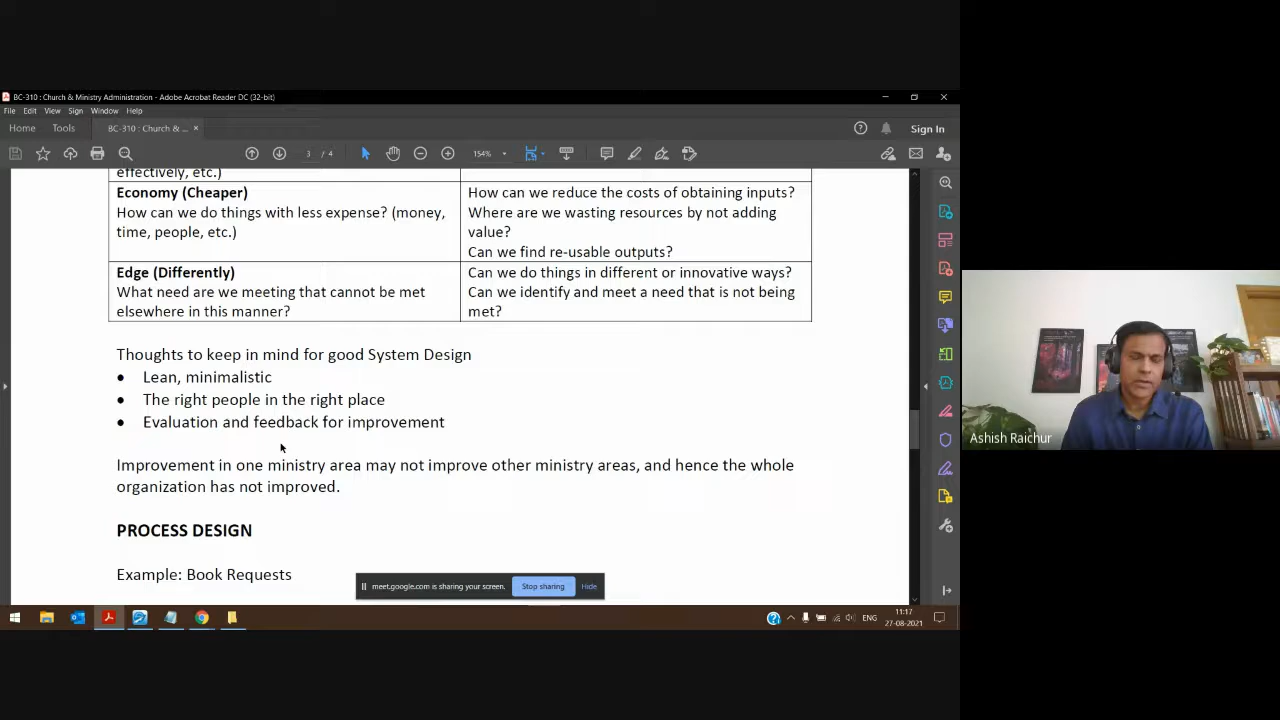 BC-310 : Church & Ministry Administration - Adobe Acrobat Reader DC (32-bit)
File Edit View Sign Window Help
Home Tools BC-310 : Church & ... × Sign In
3 / 4 154%
effectively, etc.)
Economy (Cheaper)
How can we do things with less expense? (money,
time, people, etc.)
How can we reduce the costs of obtaining inputs?
Where are we wasting resources by not adding
value?
Can we find re-usable outputs?
Edge (Differently)
What need are we meeting that cannot be met
elsewhere in this manner?
Can we do things in different or innovative ways?
Can we identify and meet a need that is not being
met?
Thoughts to keep in mind for good System Design
● Lean, minimalistic
● The right people in the right place
● Evaluation and feedback for improvement
Improvement in one ministry area may not improve other ministry areas, and hence the whole
organization has not improved.
PROCESS DESIGN
Example: Book Requests
meet.google.com is sharing your screen. Stop sharing Hide
ENG
11:17
27-08-2021
Ashish Raichur